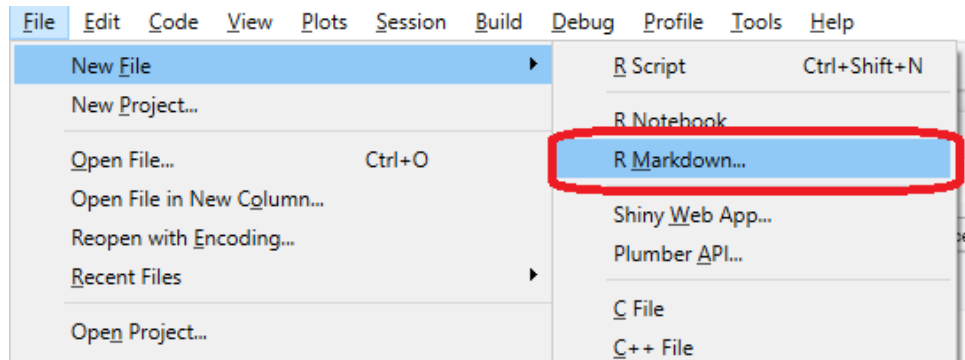 File Edit Code View Plots Session Build Debug Profile Tools Help
New File
New Project...
Open File... Ctrl+O
Open File in New Column...
Reopen with Encoding...
Recent Files
Open Project...
R Script Ctrl+Shift+N
R Notebook
R Markdown...
Shiny Web App...
Plumber API...
C File
C++ File